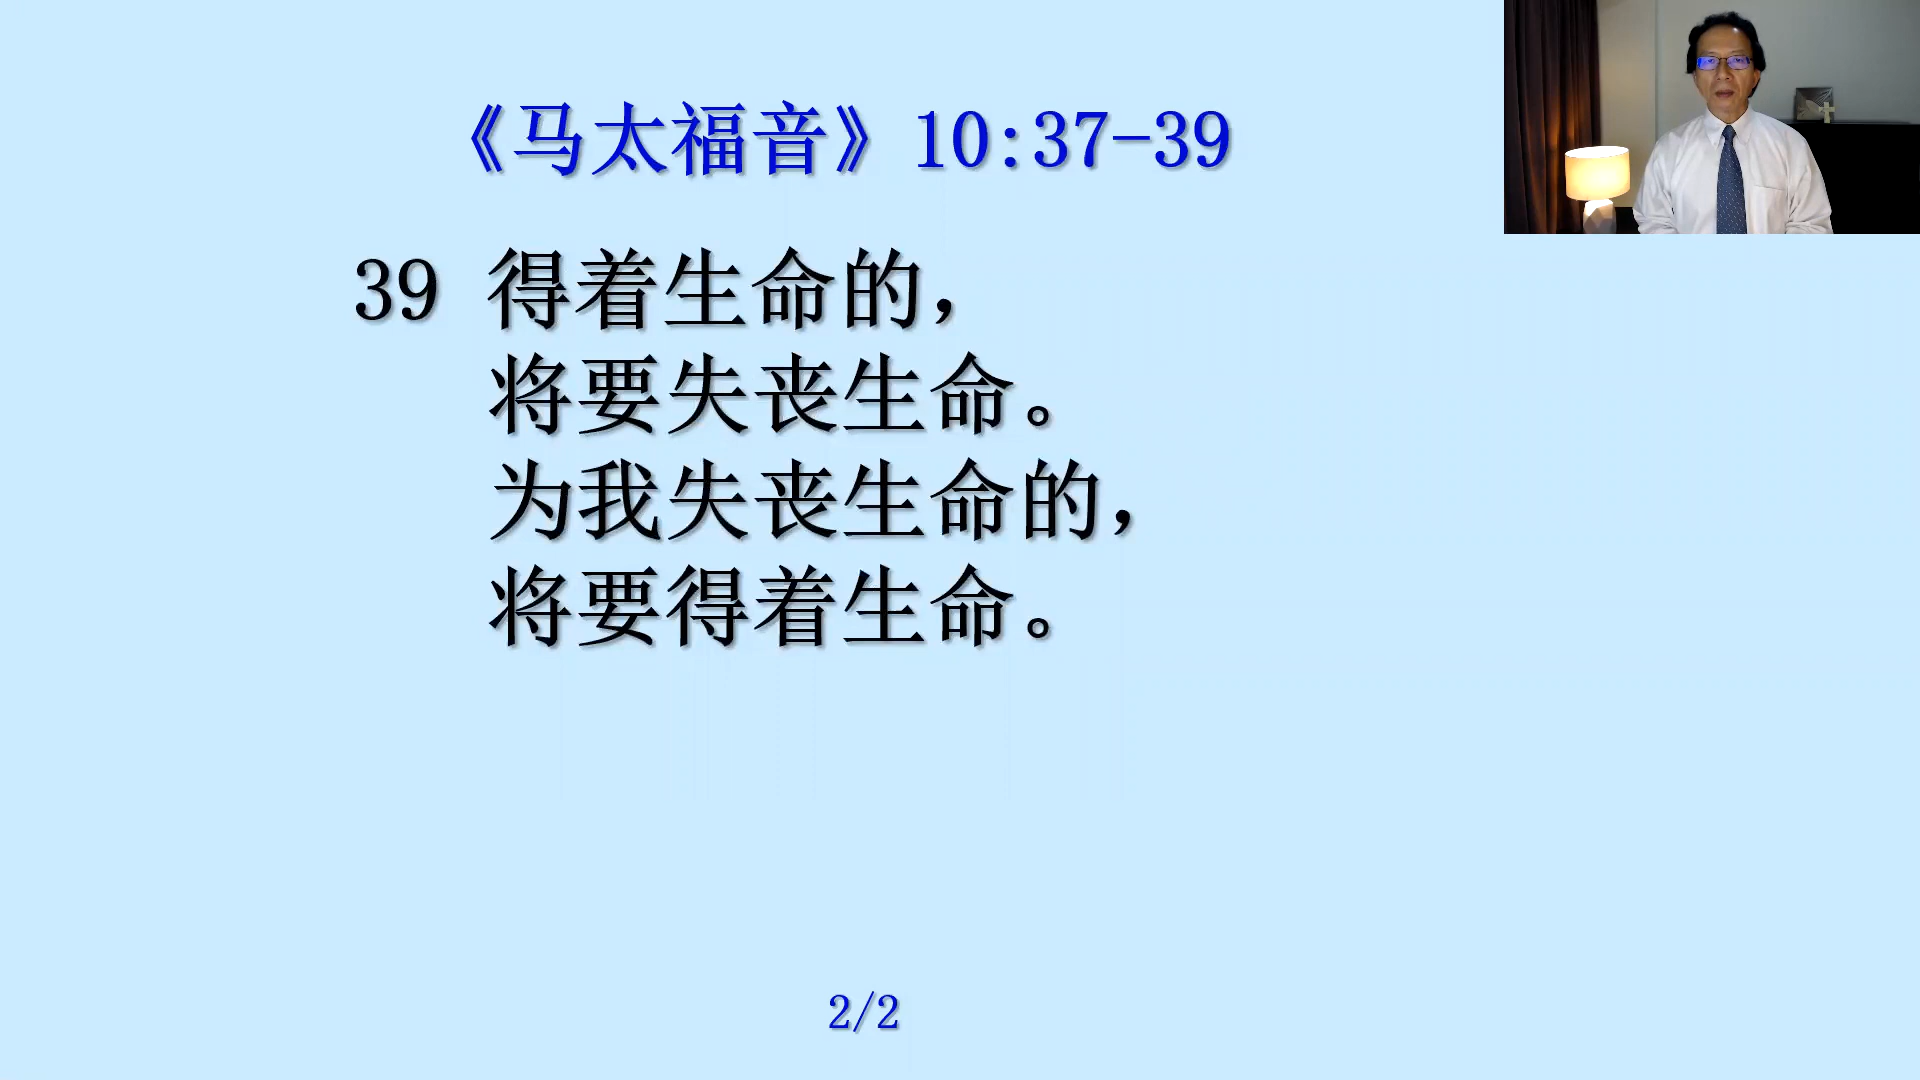 《马太福音》10:37-39
39 得着生命的，
将要失丧生命。
为我失丧生命的，
将要得着生命。
2/2